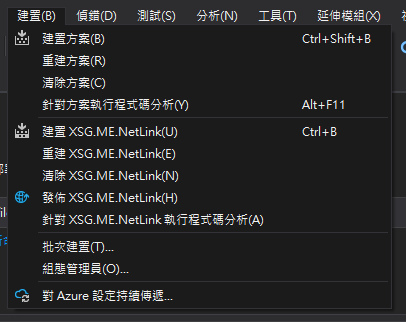 建置(B) 偵錯(D) 測試(S) 分析(N) 工具(T) 延伸模組(X)
建置方案(B) Ctrl+Shift+B
重建方案(R)
清除方案(C)
針對方案執行程式碼分析(Y) Alt+F11
建置 XSG.ME.NetLink(U) Ctrl+B
重建 XSG.ME.NetLink(E)
清除 XSG.ME.NetLink(N)
發佈 XSG.ME.NetLink(H)
針對 XSG.ME.NetLink 執行程式碼分析(A)
批次建置(T)...
組態管理員(O)...
對 Azure 設定持續傳遞...